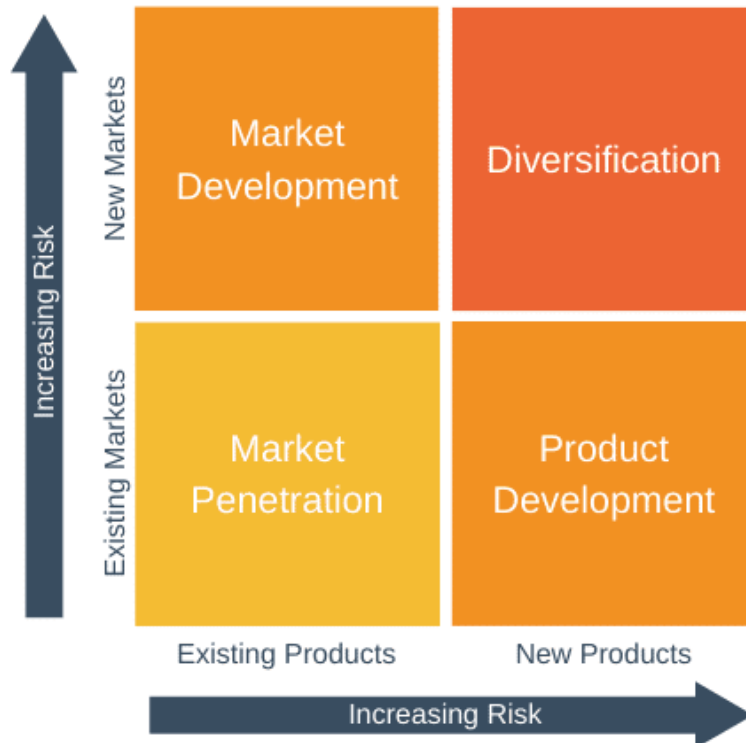 Increasing Risk
New Markets
Market
Development
Diversification
Existing Markets
Market
Penetration
Product
Development
Existing Products
New Products
Increasing Risk